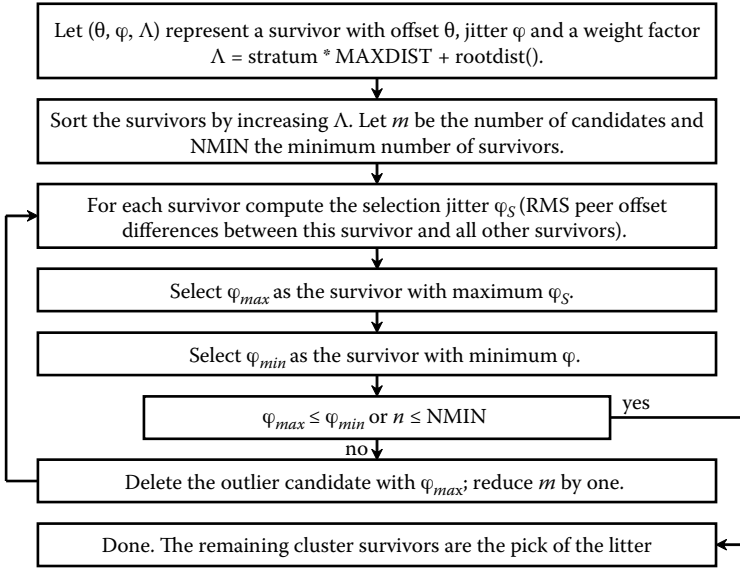 Let (θ, φ, Λ) represent a survivor with offset θ, jitter φ and a weight factor
Λ = stratum * MAXDIST + rootdist().
Sort the survivors by increasing Λ. Let m be the number of candidates and
NMIN the minimum number of survivors.
For each survivor compute the selection jitter φS (RMS peer offset
differences between this survivor and all other survivors).
Select φmax as the survivor with maximum φS.
Select φmin as the survivor with minimum φ.
φmax ≤ φmin or n ≤ NMIN
yes
no
Delete the outlier candidate with φmax; reduce m by one.
Done. The remaining cluster survivors are the pick of the litter